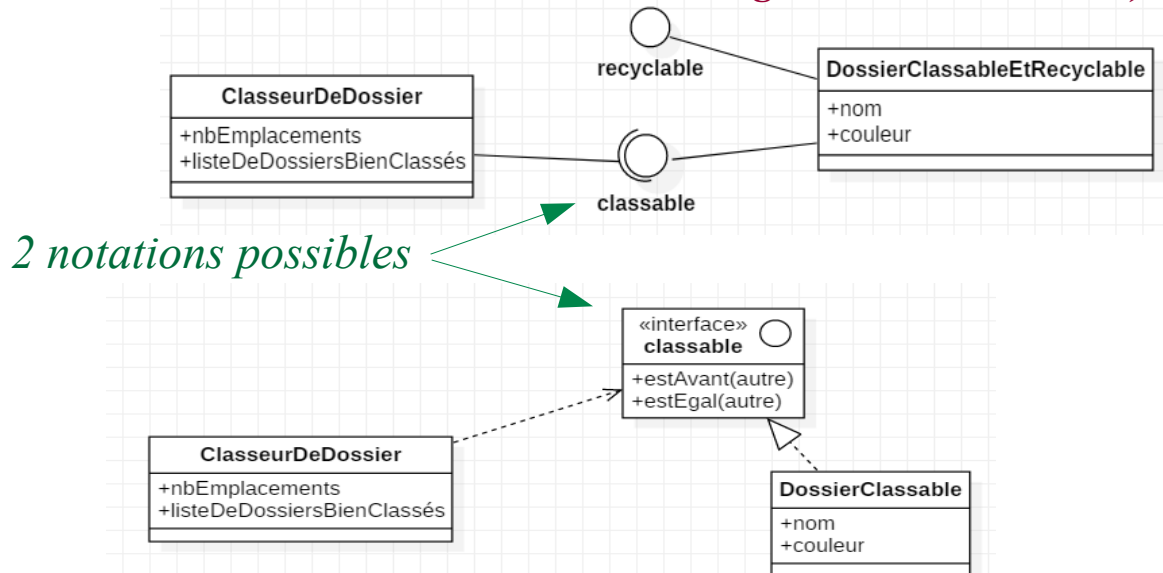 recyclable
DossierClassableEtRecyclable
ClasseurDeDossier
+nom
+nbEmplacements
+couleur
+listeDeDossiersBienClassés
classable
2 notations possibles
«interface»
classable
+estAvant(autre)
+estEgal(autre)
ClasseurDeDossier
+nbEmplacements
+listeDeDossiersBienClassés
DossierClassable
+nom
+couleur